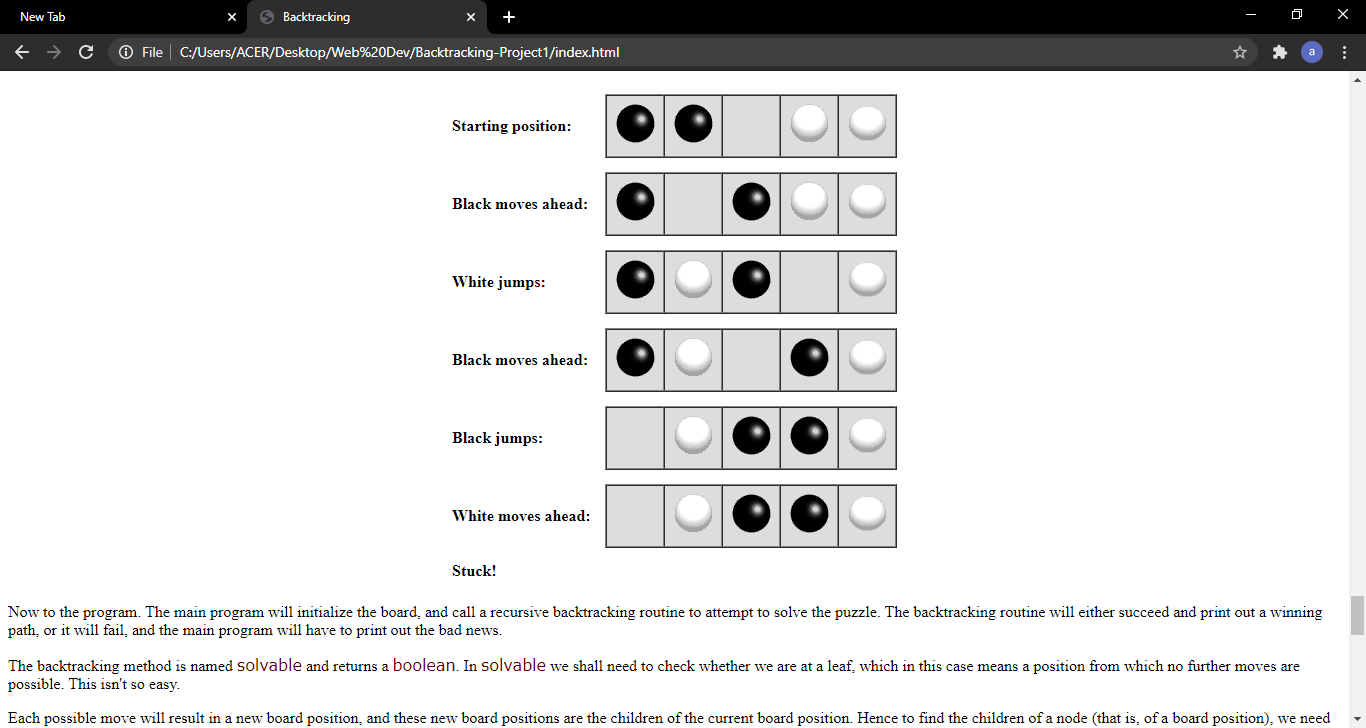 New Tab
Backtracking
File
C:/Users/ACER/Desktop/Web%20Dev/Backtracking-Project1/index.html
a
Starting position:
Black moves ahead:
White jumps:
Black moves ahead:
Black jumps:
White moves ahead:
Stuck!
Now to the program. The main program will initialize the board, and call a recursive backtracking routine to attempt to solve the puzzle. The backtracking routine will either succeed and print out a winning
path, or it will fail, and the main program will have to print out the bad news.
The backtracking method is named solvable and returns a boolean. In solvable we shall need to check whether we are at a leaf, which in this case means a position from which no further moves are
possible. This isn't so easy.
Each possible move will result in a new board position, and these new board positions are the children of the current board position. Hence to find the children of a node (that is, of a board position), we need